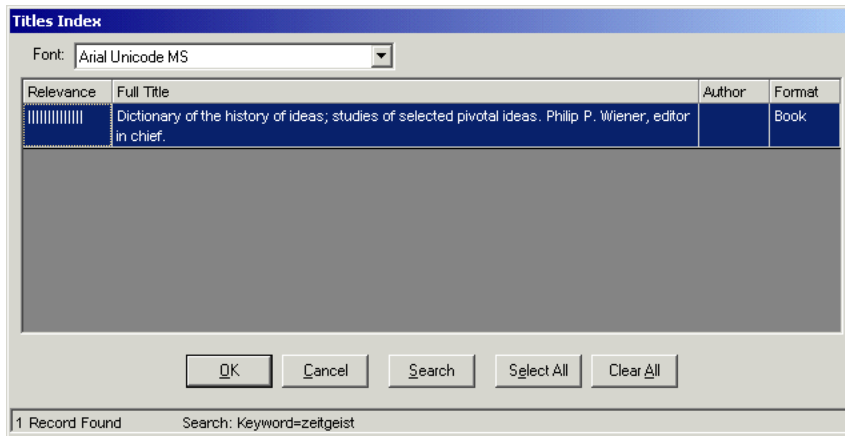 Titles Index
Font: Arial Unicode MS
Relevance Full Title Author Format
|||||||||||||| Dictionary of the history of ideas; studies of selected pivotal ideas. Philip P. Wiener, editor Book
in chief.
OK Cancel Search Select All Clear All
1 Record Found Search: Keyword=zeitgeist